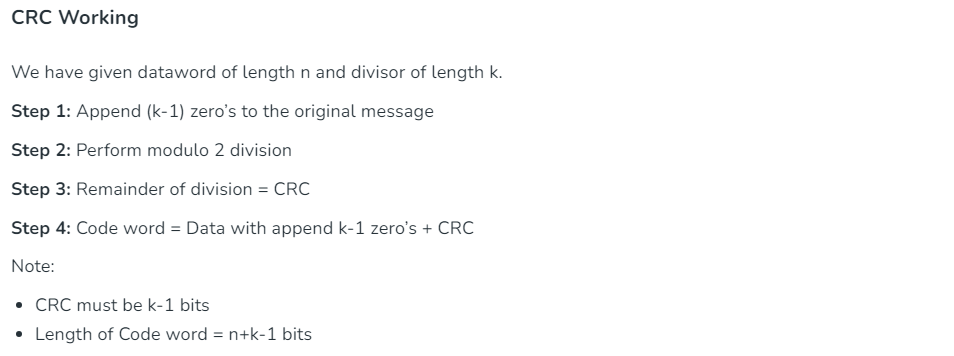 CRC Working
We have given dataword of length n and divisor of length k.
Step 1: Append (k-1) zero’s to the original message
Step 2: Perform modulo 2 division
Step 3: Remainder of division = CRC
Step 4: Code word = Data with append k-1 zero’s + CRC
Note:
• CRC must be k-1 bits
• Length of Code word = n+k-1 bits